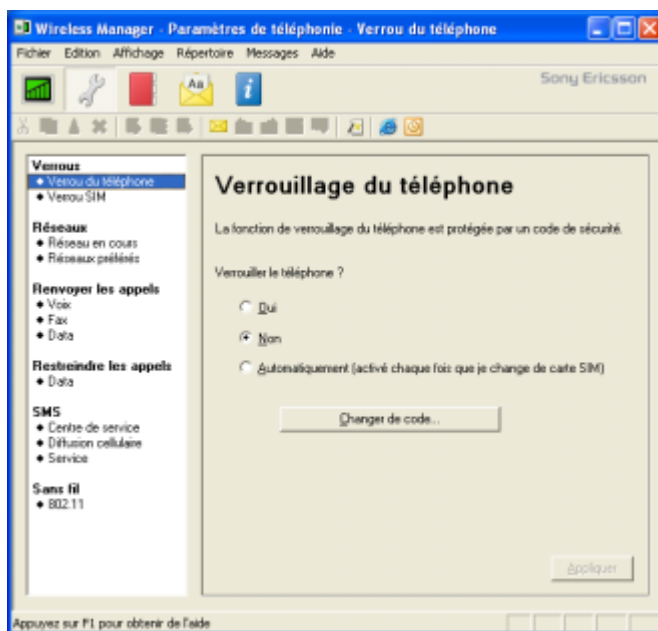 Wireless Manager - Paramètres de téléphonie - Verrou du téléphone
Fichier Edition Affichage Répertoire Messages Aide
Sony Ericsson
Verrous
Verrou du téléphone
Verrou SIM
Réseaux
Réseau en cours
Réseaux préférés
Renvoyer les appels
Voix
Fax
Data
Restreindre les appels
Data
SMS
Centre de service
Diffusion cellulaire
Service
Sans fil
802.11
Verrouillage du téléphone
La fonction de verrouillage du téléphone est protégée par un code de sécurité.
Verrouiller le téléphone ?
Oui
Non
Automatiquement (activé chaque fois que je change de carte SIM)
Changer de code...
Appliquer
Appuyez sur F1 pour obtenir de l'aide